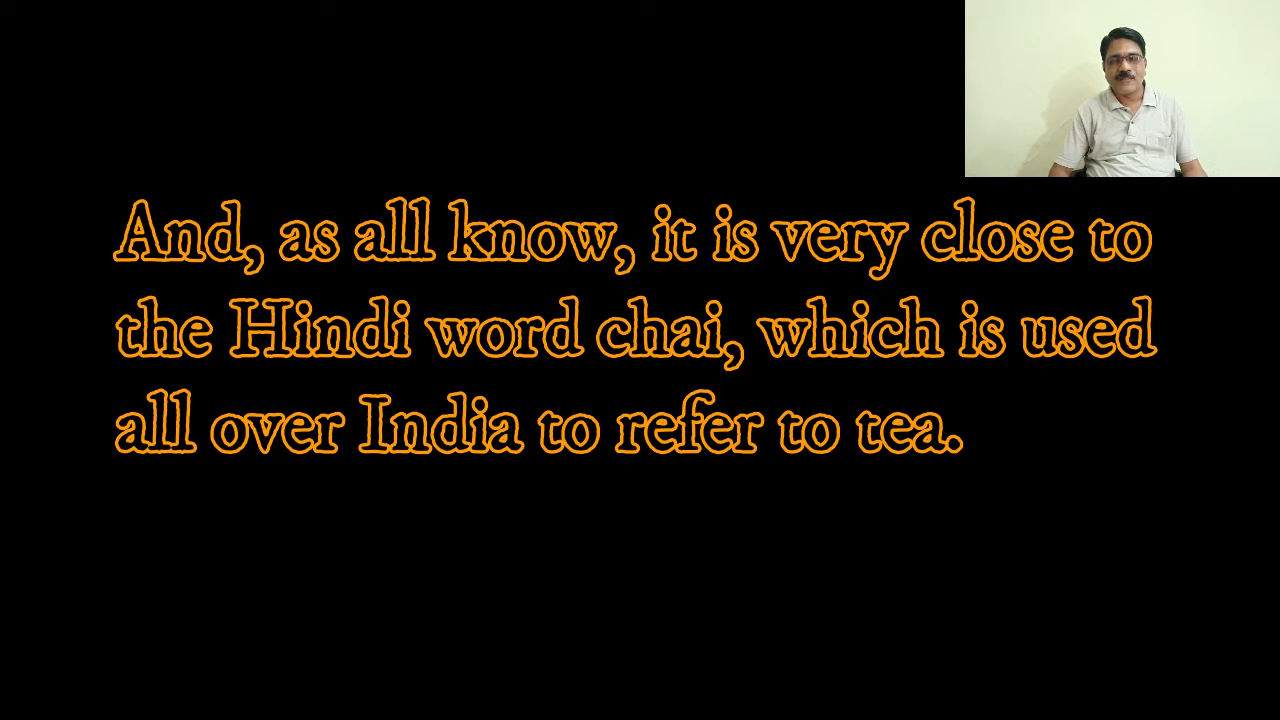 And, as all know, it is very close to
the Hindi word chai, which is used
all over India to refer to tea.